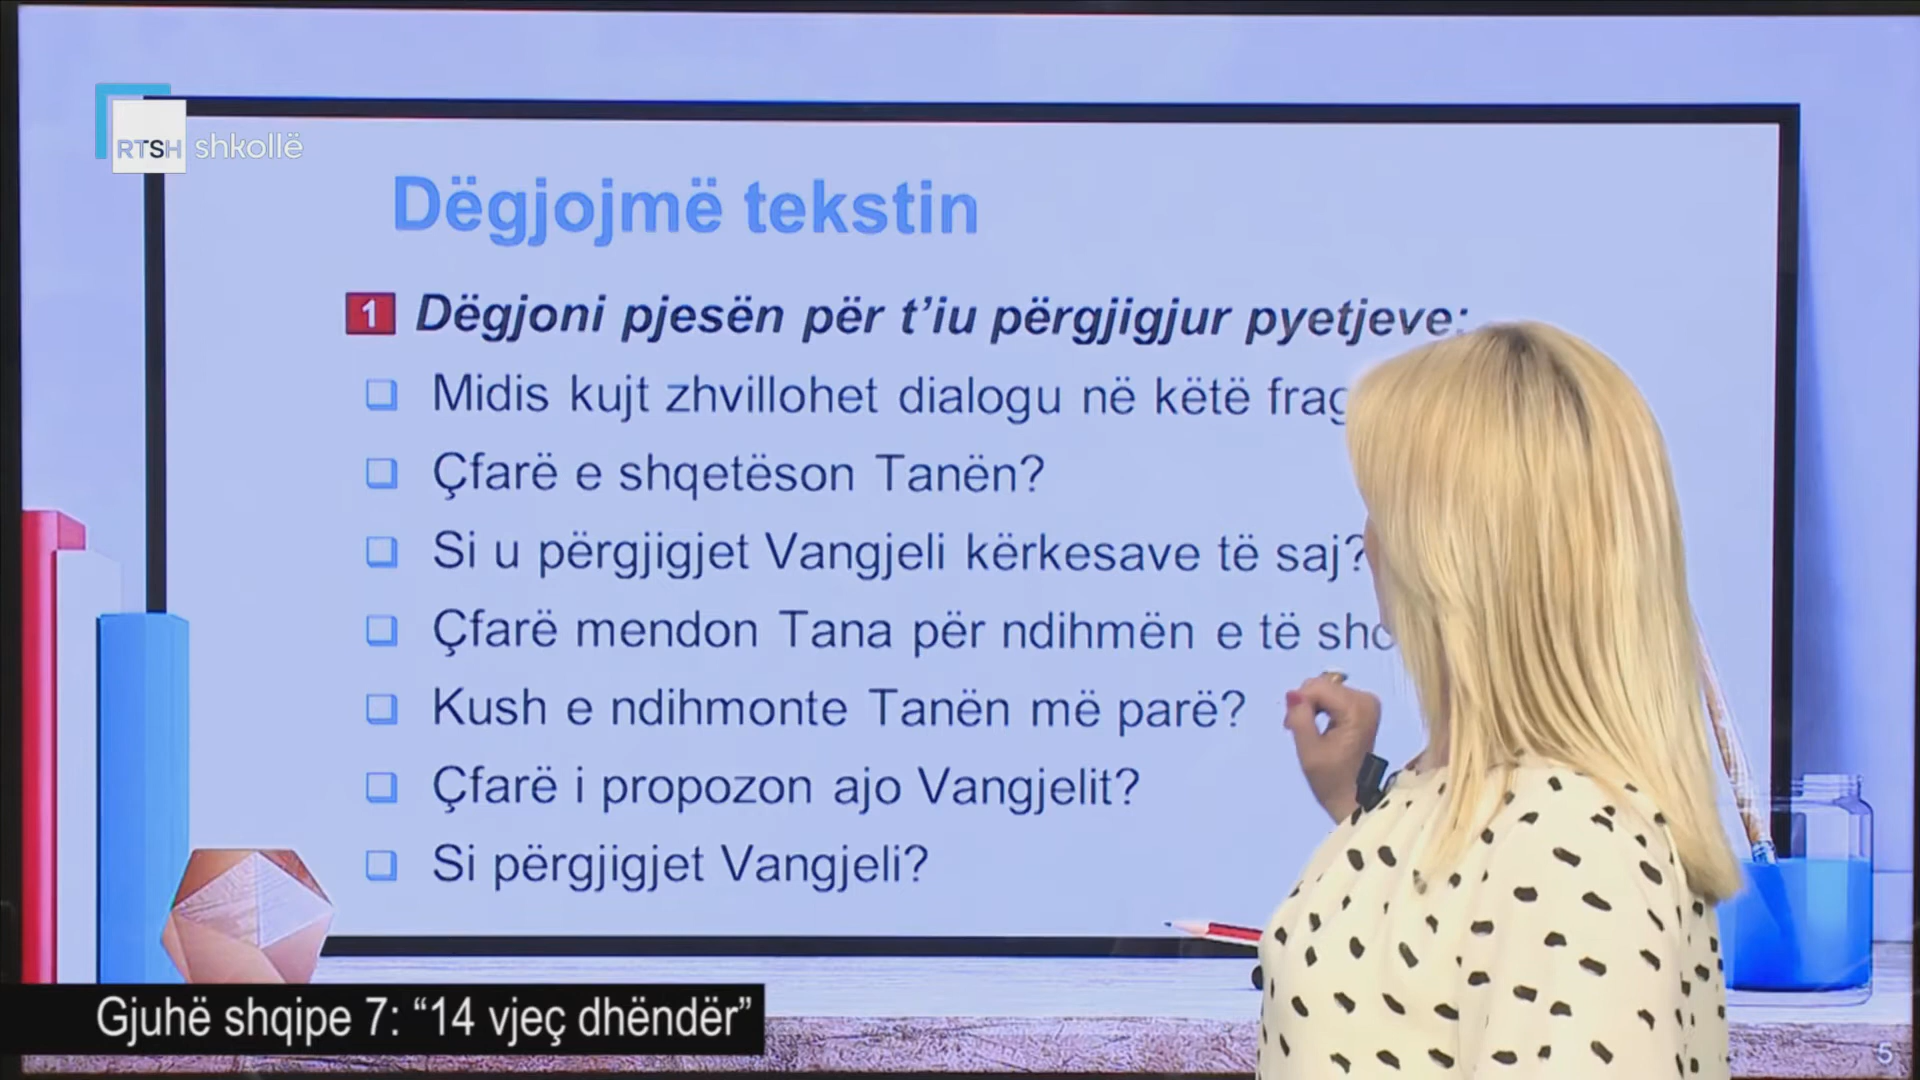 RTSH shkollë
Dëgjojmë tekstin
1 Dëgjoni pjesën për t’iu përgjigjur pyetjeve:
Midis kujt zhvillohet dialogu në këtë
Çfarë e shqetëson Tanën?
Si u përgjigjet Vangjeli kërkesave të saj?
Çfarë mendon Tana për ndihmën e të
Kush e ndihmonte Tanën më parë?
Çfarë i propozon ajo Vangjelit?
Si përgjigjet Vangjeli?
Gjuhë shqipe 7: “14 vjeç dhëndër”
5